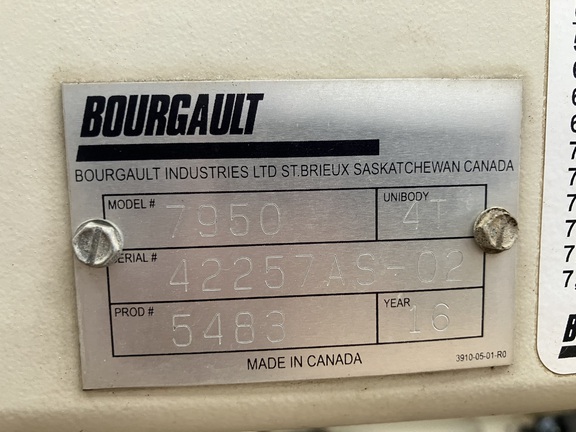 BOURGAULT
BOURGAULT INDUSTRIES LTD ST.BRIEUX SASKATCHEWAN CANADA
MODEL # 7950 UNIBODY 4T
SERIAL # 42257AS-02
PROD # 5483 YEAR 16
MADE IN CANADA 3910-05-01-R0